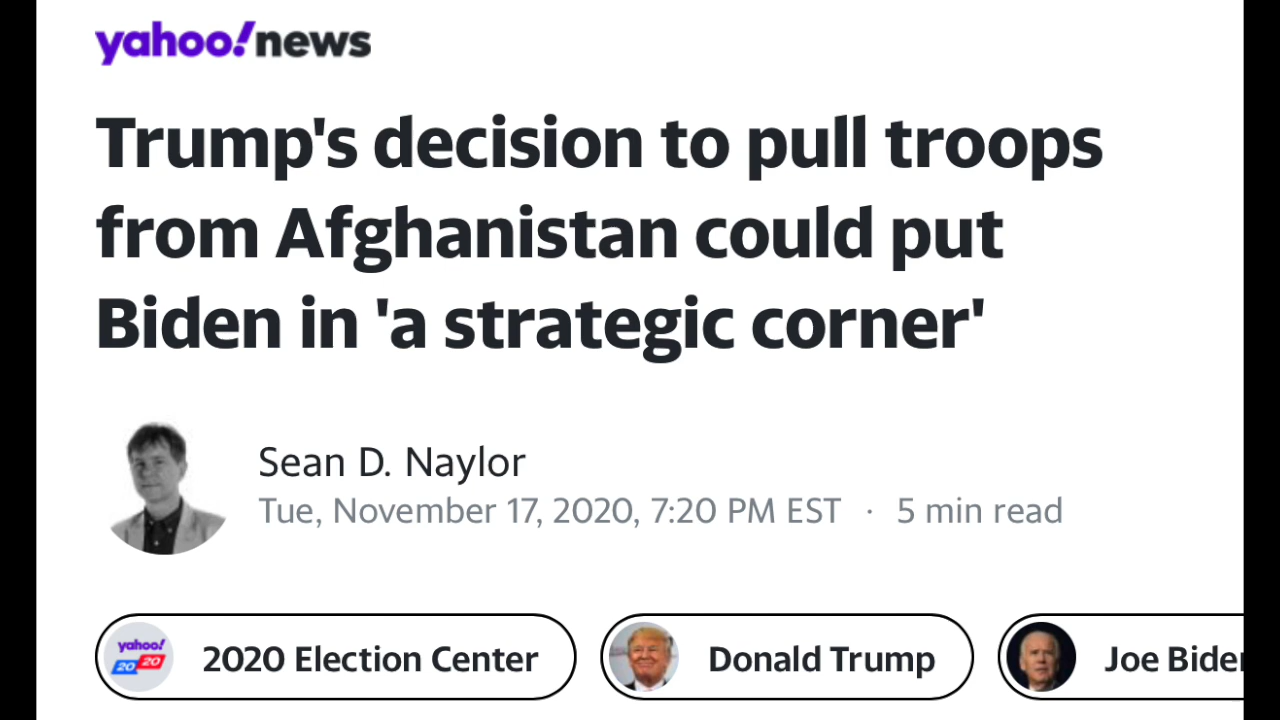 yahoo!news
Trump's decision to pull troops
from Afghanistan could put
Biden in 'a strategic corner'
Sean D. Naylor
Tue, November 17, 2020, 7:20 PM EST · 5 min read
yahoo!
2020
2020 Election Center
Donald Trump
Joe Biden